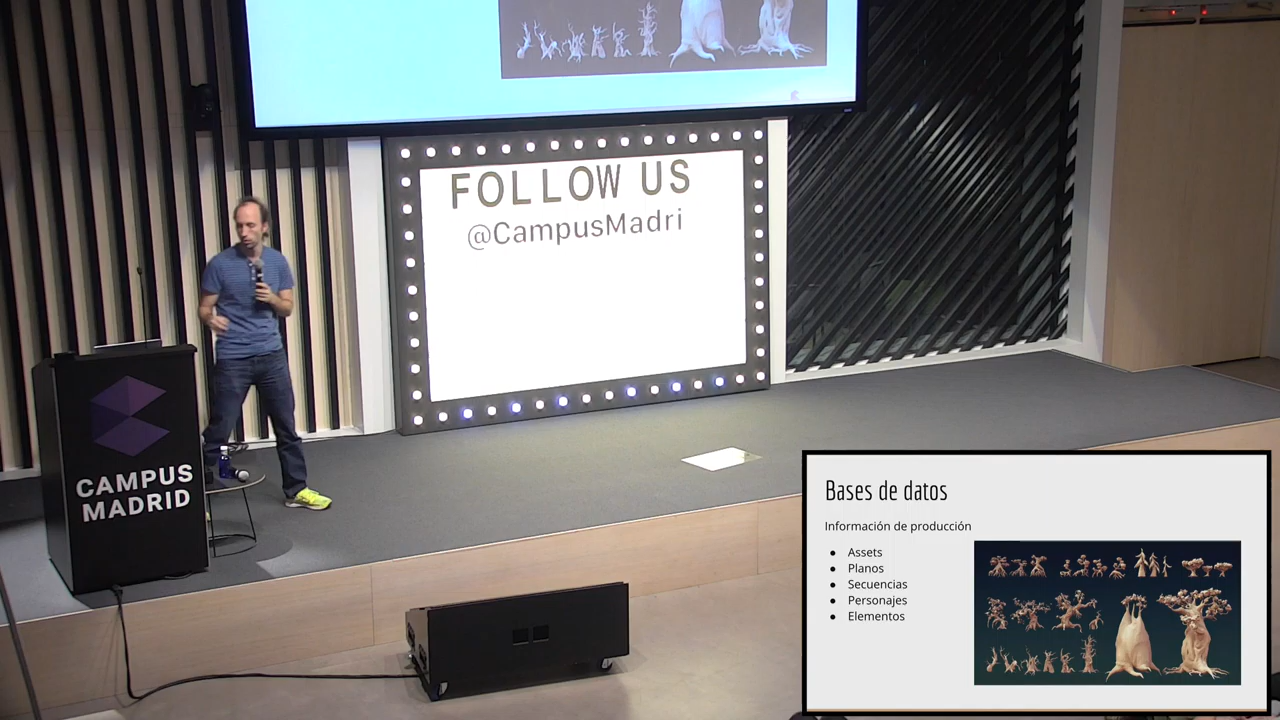 FOLLOW US
@CampusMadri
CAMPUS
MADRID
Bases de datos
Información de producción
● Assets
● Planos
● Secuencias
● Personajes
● Elementos